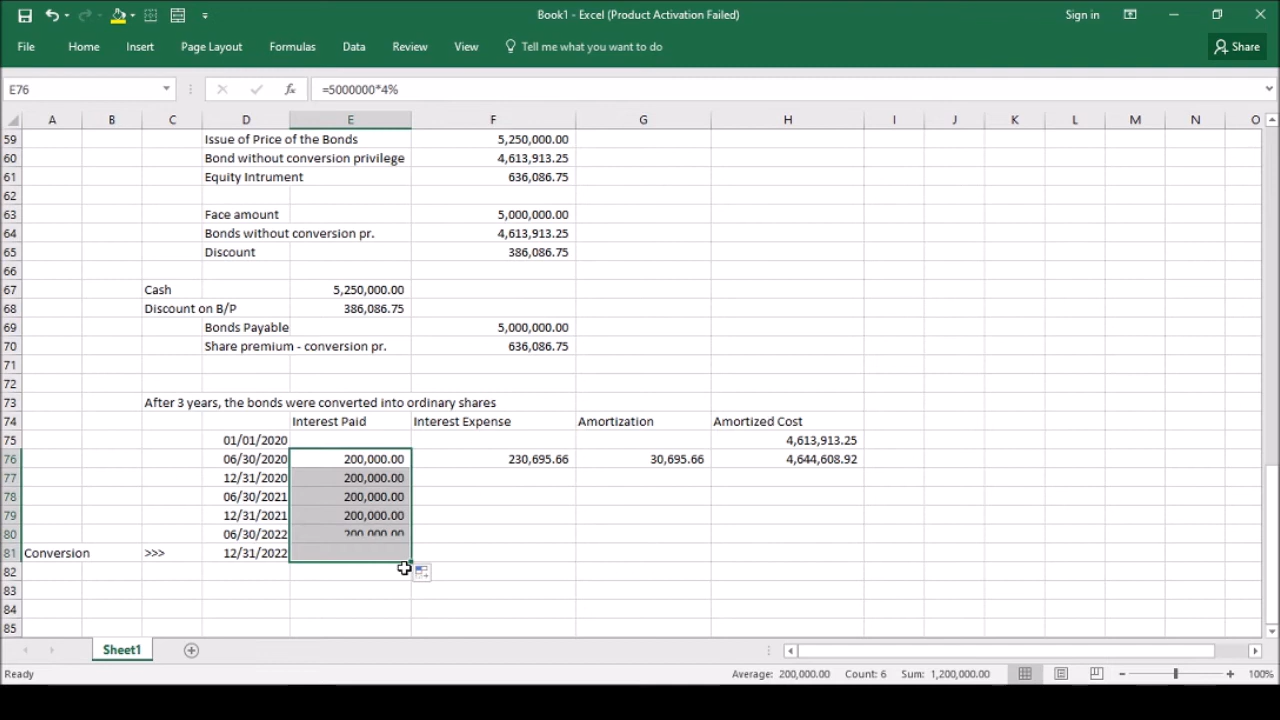 Book1 - Excel (Product Activation Failed) Sign in
File Home Insert Page Layout Formulas Data Review View Tell me what you want to do Share
E76 fx =5000000*4%
A B C D E F G H I J K L M N O
59 Issue of Price of the Bonds 5,250,000.00
60 Bond without conversion privilege 4,613,913.25
61 Equity Intrument 636,086.75
62
63 Face amount 5,000,000.00
64 Bonds without conversion pr. 4,613,913.25
65 Discount 386,086.75
66
67 Cash 5,250,000.00
68 Discount on B/P 386,086.75
69 Bonds Payable 5,000,000.00
70 Share premium - conversion pr. 636,086.75
71
72
73 After 3 years, the bonds were converted into ordinary shares
74 Interest Paid Interest Expense Amortization Amortized Cost
75 01/01/2020 4,613,913.25
76 06/30/2020 200,000.00 230,695.66 30,695.66 4,644,608.92
77 12/31/2020 200,000.00
78 06/30/2021 200,000.00
79 12/31/2021 200,000.00
80 06/30/2022 200,000.00
81 Conversion >>> 12/31/2022
82
83
84
85
Sheet1
Ready Average: 200,000.00 Count: 6 Sum: 1,200,000.00 100%